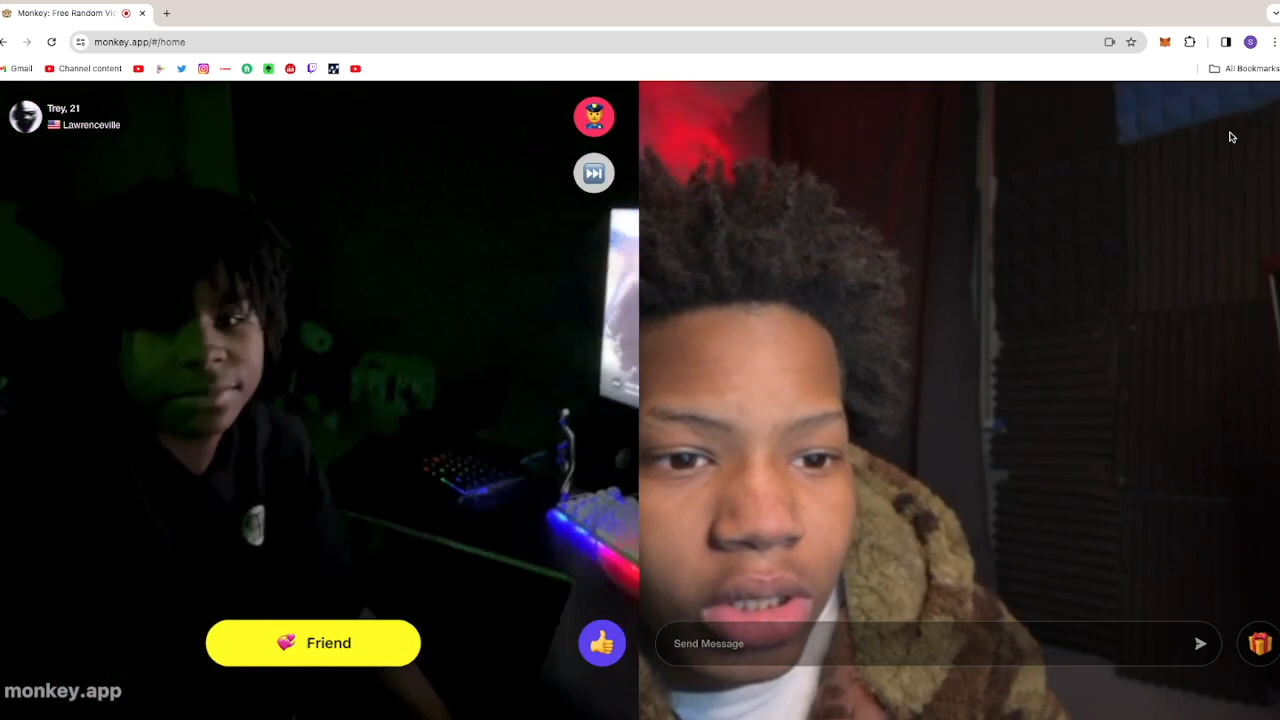 Monkey: Free Random Vic
monkey.app/#/home
Gmail
Channel content
All Bookmarks
S
Trey, 21
Lawrenceville
Friend
Send Message
monkey.app